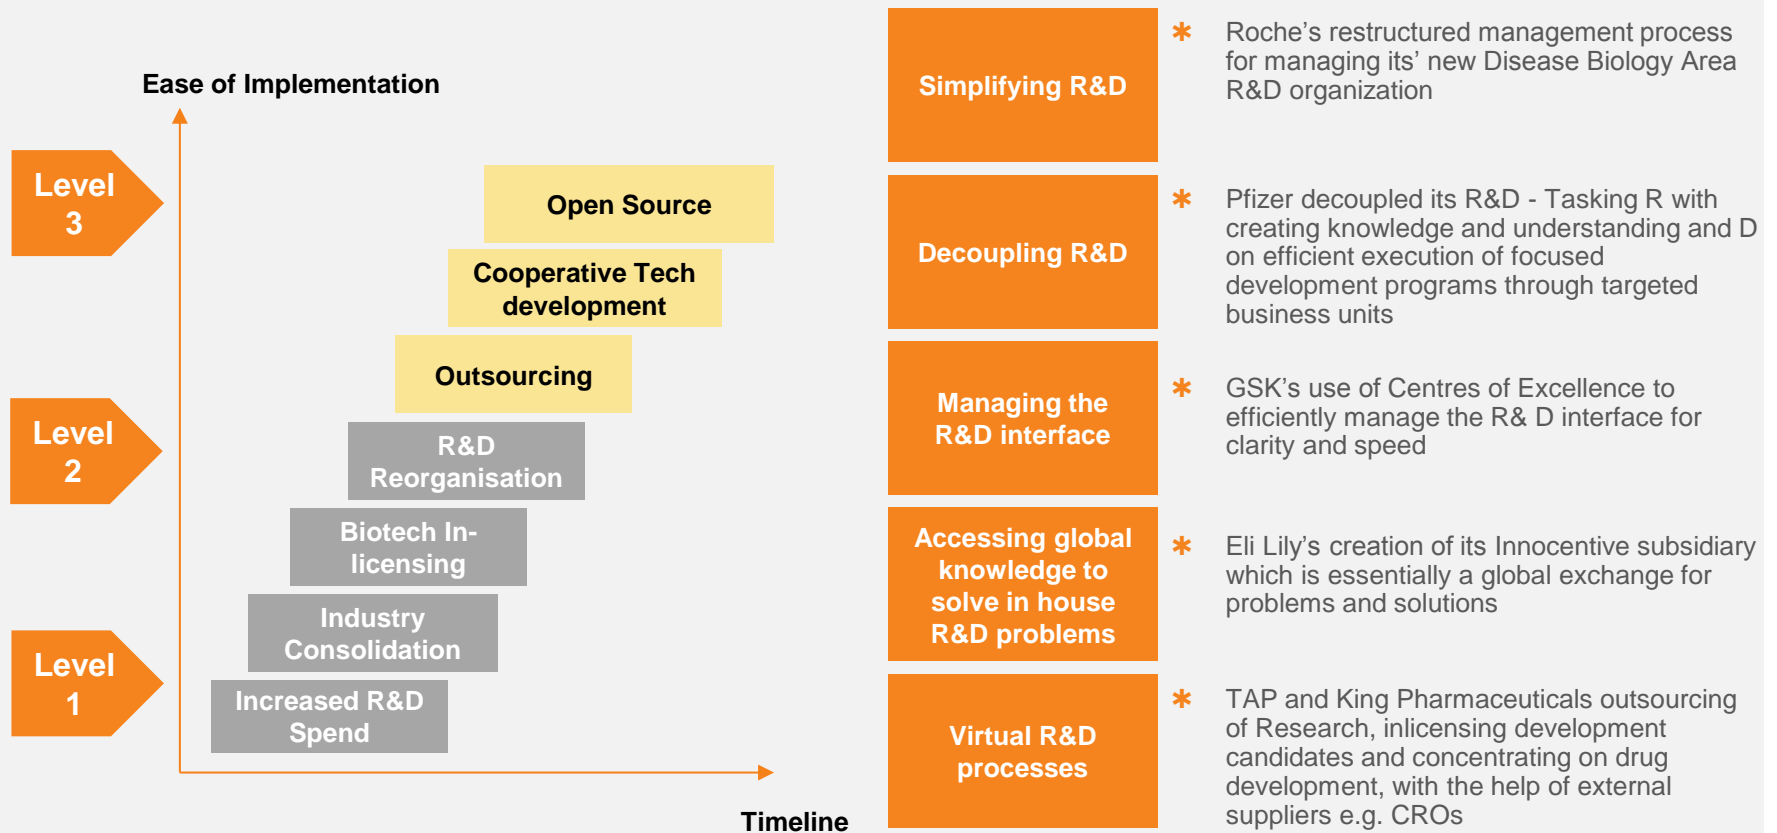 Ease of Implementation
Level
3
Level
2
Level
1
Open Source
Cooperative Tech
development
Outsourcing
R&D
Reorganisation
Biotech In-
licensing
Industry
Consolidation
Increased R&D
Spend
Timeline
Simplifying R&D
* Roche’s restructured management process
for managing its’ new Disease Biology Area
R&D organization
Decoupling R&D
* Pfizer decoupled its R&D - Tasking R with
creating knowledge and understanding and D
on efficient execution of focused
development programs through targeted
business units
Managing the
R&D interface
* GSK’s use of Centres of Excellence to
efficiently manage the R& D interface for
clarity and speed
Accessing global
knowledge to
solve in house
R&D problems
* Eli Lily’s creation of its Innocentive subsidiary
which is essentially a global exchange for
problems and solutions
Virtual R&D
processes
* TAP and King Pharmaceuticals outsourcing
of Research, inlicensing development
candidates and concentrating on drug
development, with the help of external
suppliers e.g. CROs